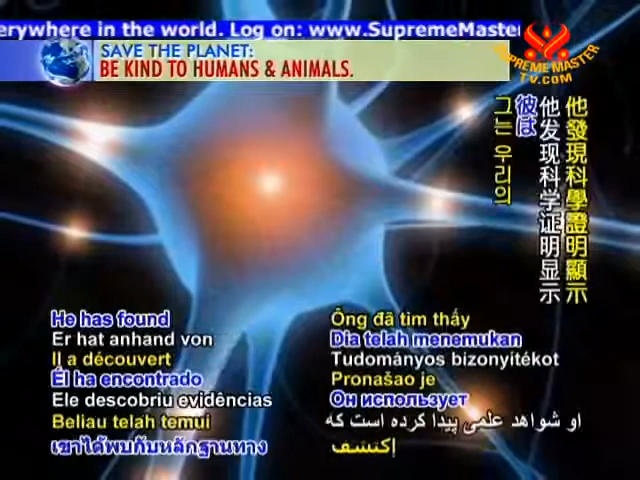 erywhere in the world. Log on: www.SupremeMaste
SAVE THE PLANET:
BE KIND TO HUMANS & ANIMALS.
SUPREME MASTER
TV.COM
他發現科學證明顯示
他发现科学证明显示
彼は
그는 우리의
He has found
Er hat anhand von
Il a découvert
Él ha encontrado
Ele descobriu evidências
Beliau telah temui
เขาได้พบกับหลักฐานทาง
Ông đã tìm thấy
Dia telah menemukan
Tudományos bizonyítékot
Pronašao je
Он использует
او شواهد علمی پیدا کرده است که
إكتشف